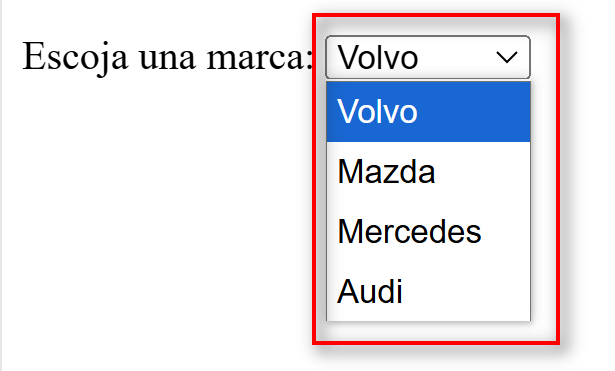 Escoja una marca: Volvo
Volvo
Mazda
Mercedes
Audi